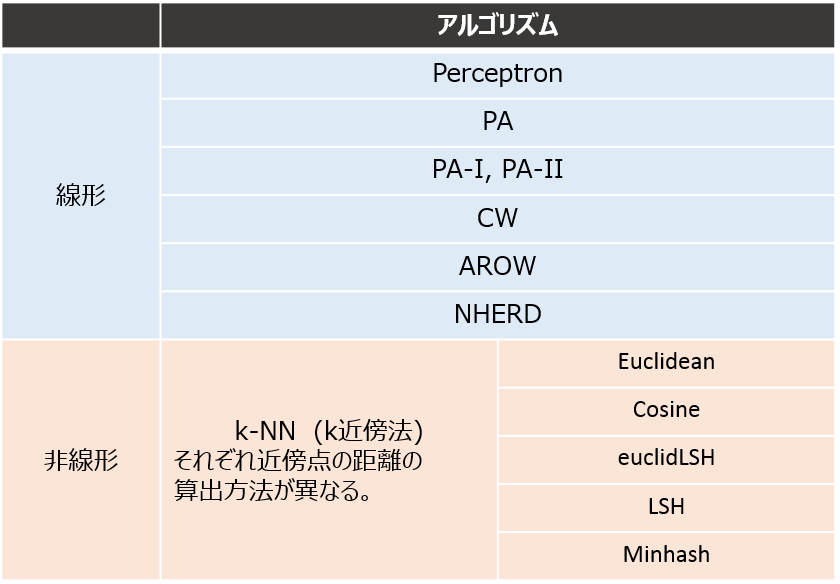 アルゴリズム
線形
Perceptron
PA
PA-I, PA-II
CW
AROW
NHERD
非線形
k-NN (k近傍法)
それぞれ近傍点の距離の
算出方法が異なる。
Euclidean
Cosine
euclidLSH
LSH
Minhash